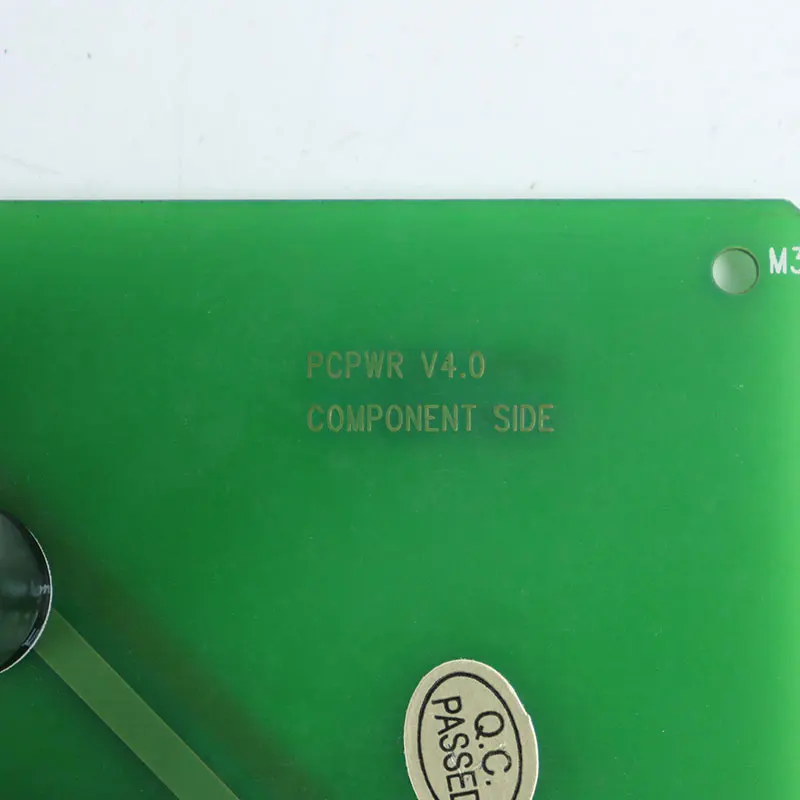 M3
PCPWR V4.0
COMPONENT SIDE
Q.C.
PASSED